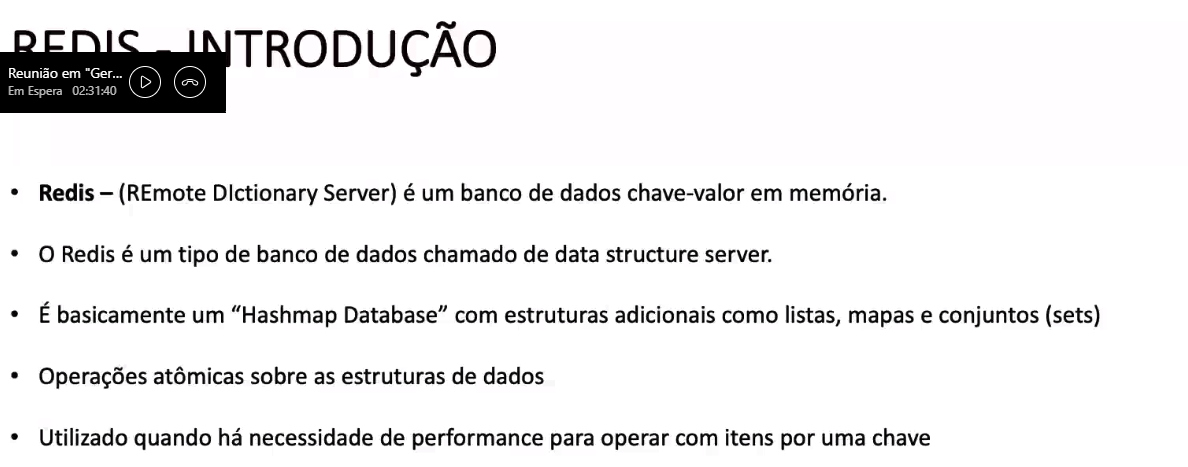 REDIS - INTRODUÇÃO
Reunião em "Ger...
Em Espera 02:31:40
• Redis – (REmote DIctionary Server) é um banco de dados chave-valor em memória.
• O Redis é um tipo de banco de dados chamado de data structure server.
• É basicamente um “Hashmap Database” com estruturas adicionais como listas, mapas e conjuntos (sets)
• Operações atômicas sobre as estruturas de dados
• Utilizado quando há necessidade de performance para operar com itens por uma chave